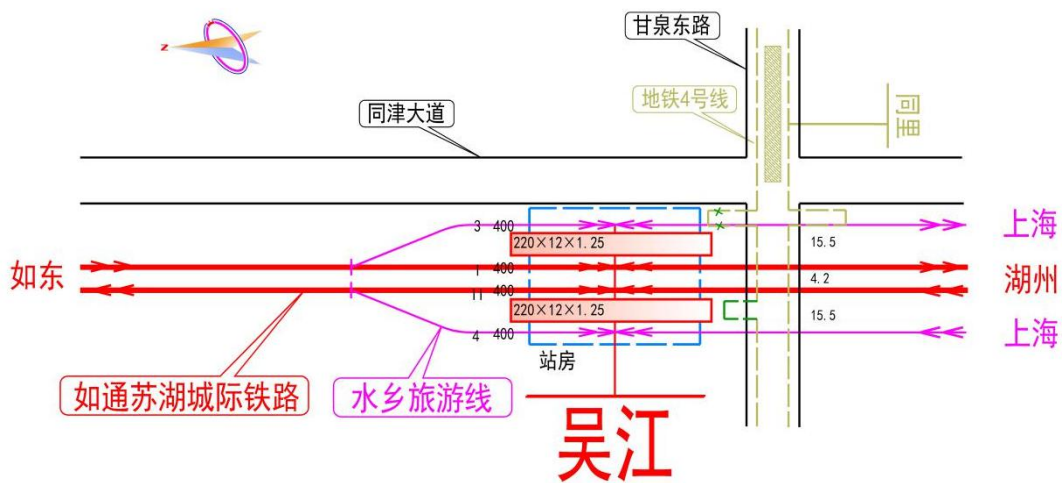 N
甘泉东路
地铁4号线
同里
同津大道
上海
3 400
220×12×1.25
15.5
如东
1 400
4.2
湖州
11 400
220×12×1.25
15.5
4 400
上海
站房
如通苏湖城际铁路
水乡旅游线
吴江